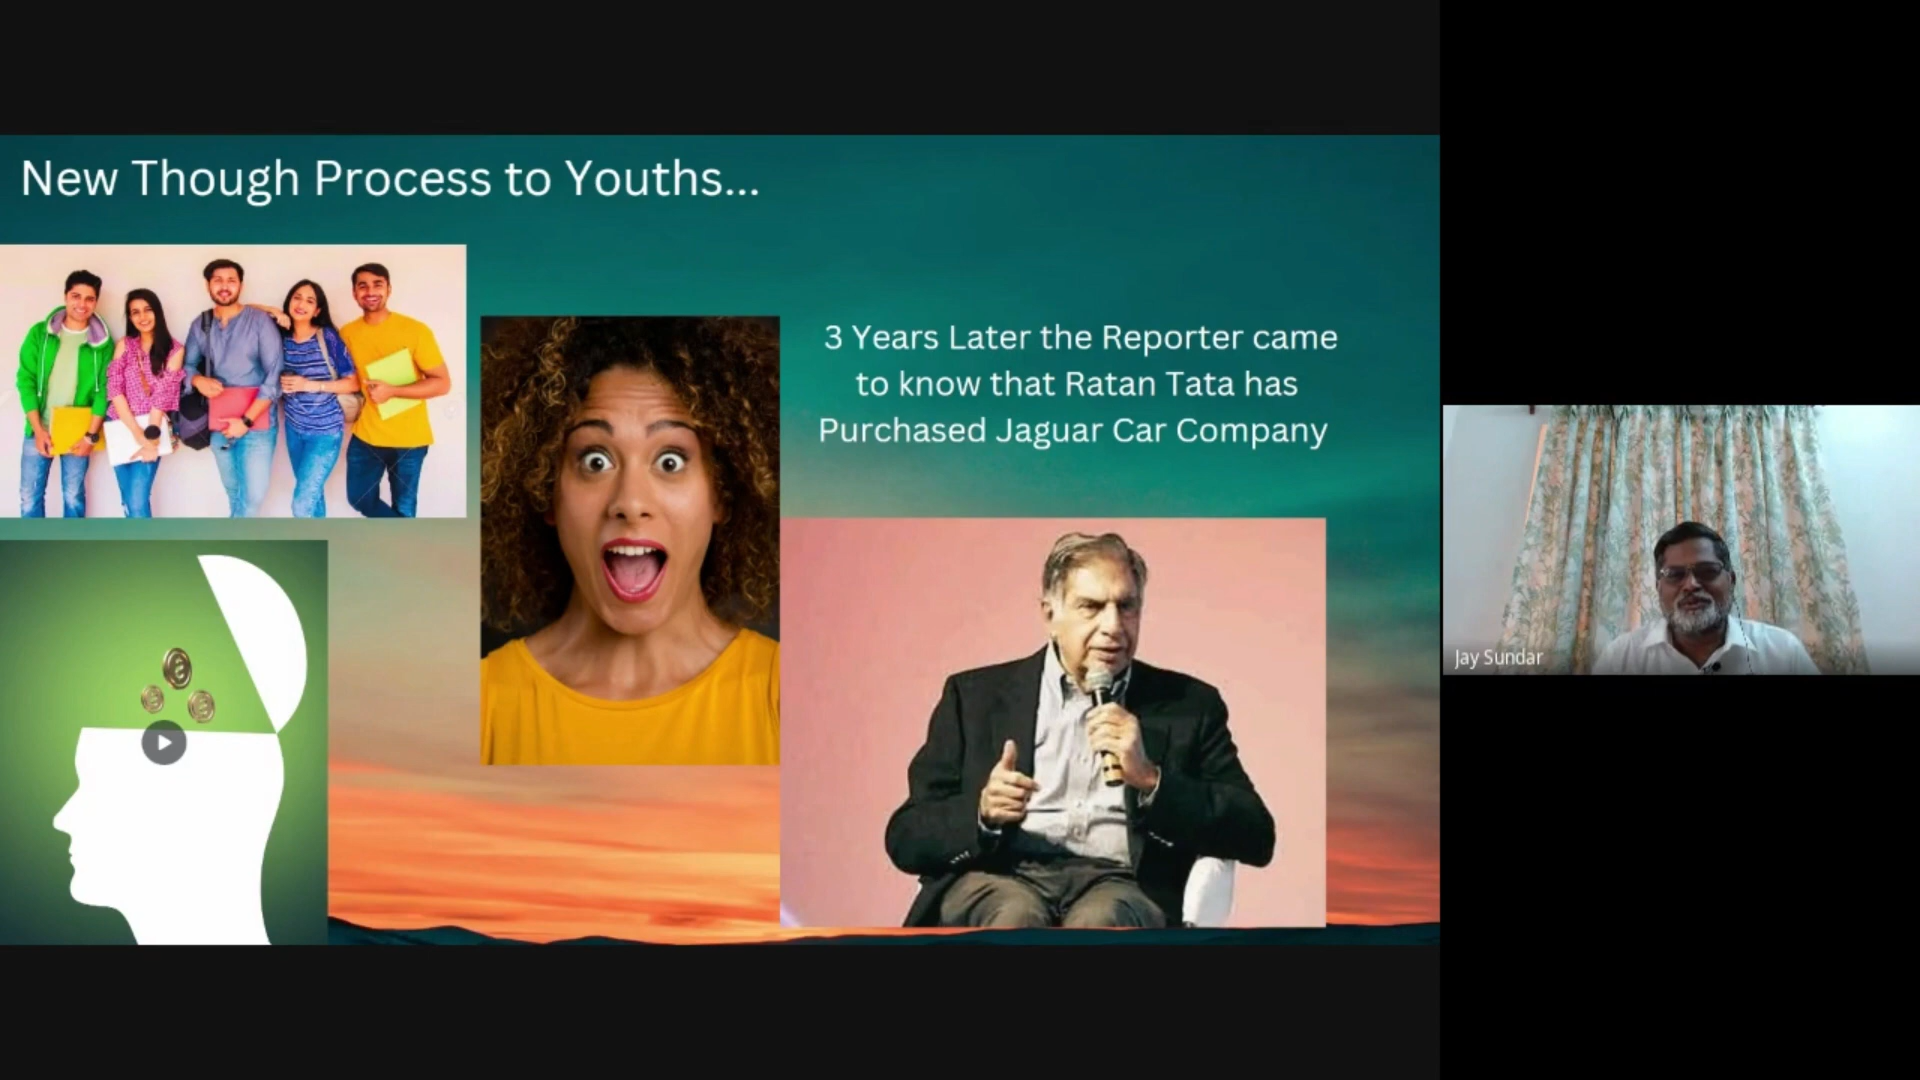 New Though Process to Youths...
3 Years Later the Reporter came
to know that Ratan Tata has
Purchased Jaguar Car Company
Jay Sundar